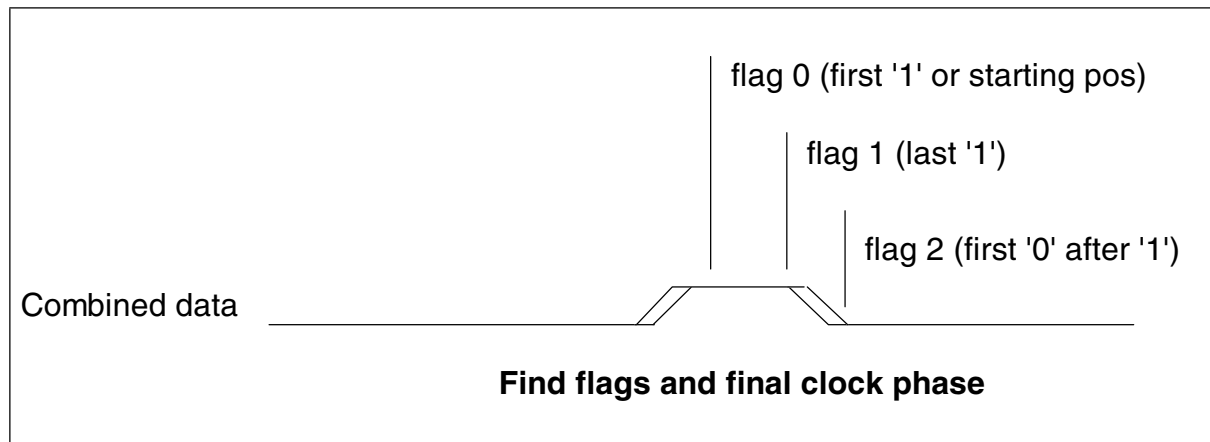 flag 0 (first '1' or starting pos)
flag 1 (last '1')
flag 2 (first '0' after '1')
Combined data
Find flags and final clock phase